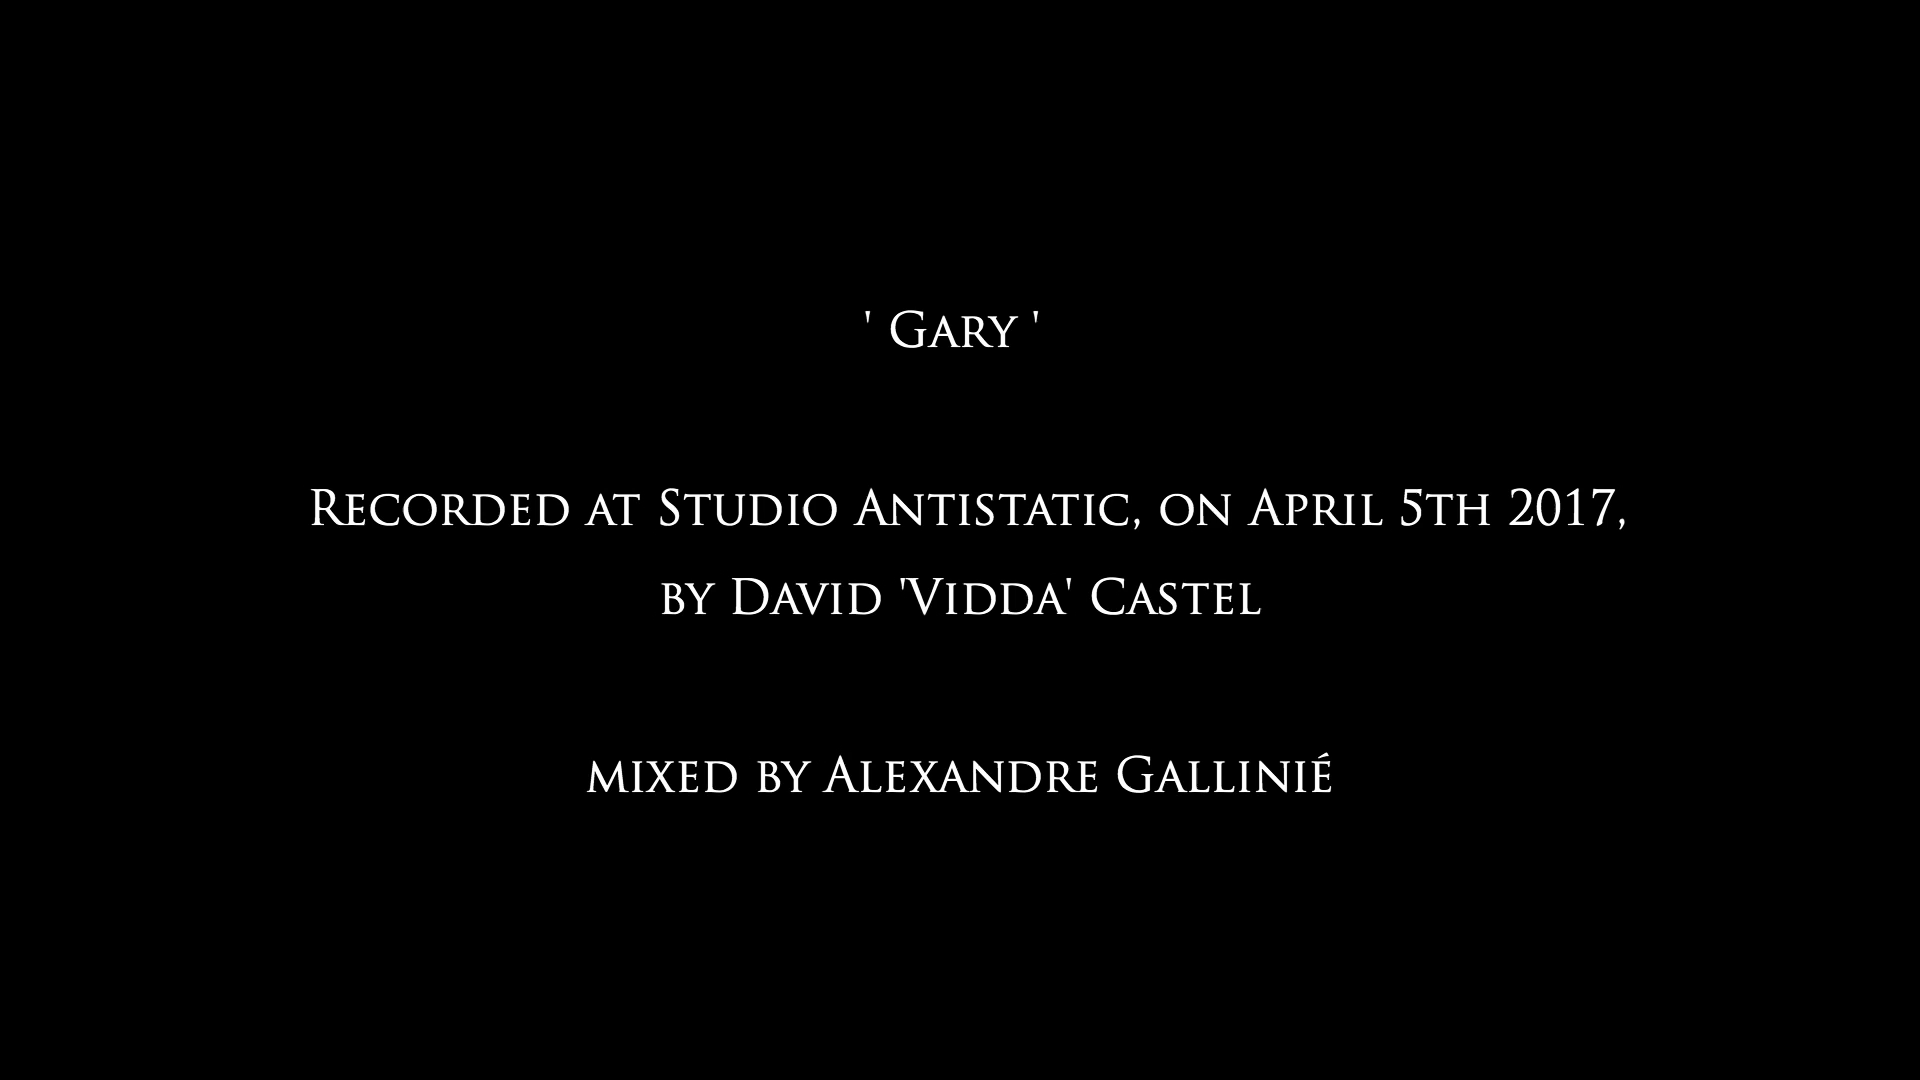 ' Gary '
Recorded at Studio Antistatic, on April 5th 2017,
by David 'Vidda' Castel
mixed by Alexandre Gallinié